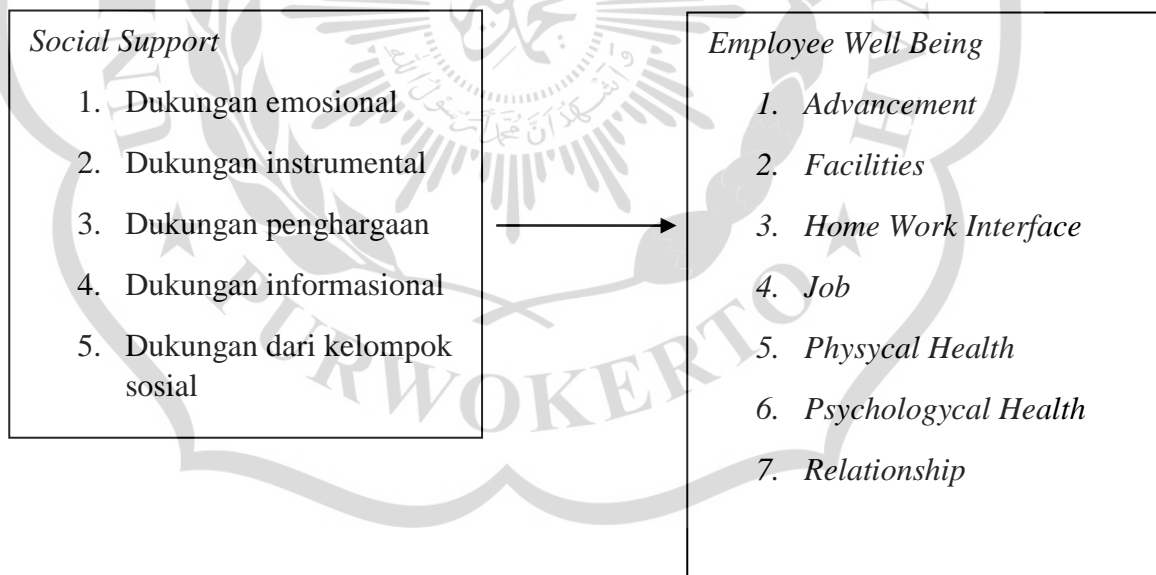 Social Support
1. Dukungan emosional
2. Dukungan instrumental
3. Dukungan penghargaan
4. Dukungan informasional
5. Dukungan dari kelompok
sosial
Employee Well Being
1. Advancement
2. Facilities
3. Home Work Interface
4. Job
5. Physycal Health
6. Psychologycal Health
7. Relationship
PURWOKERTO